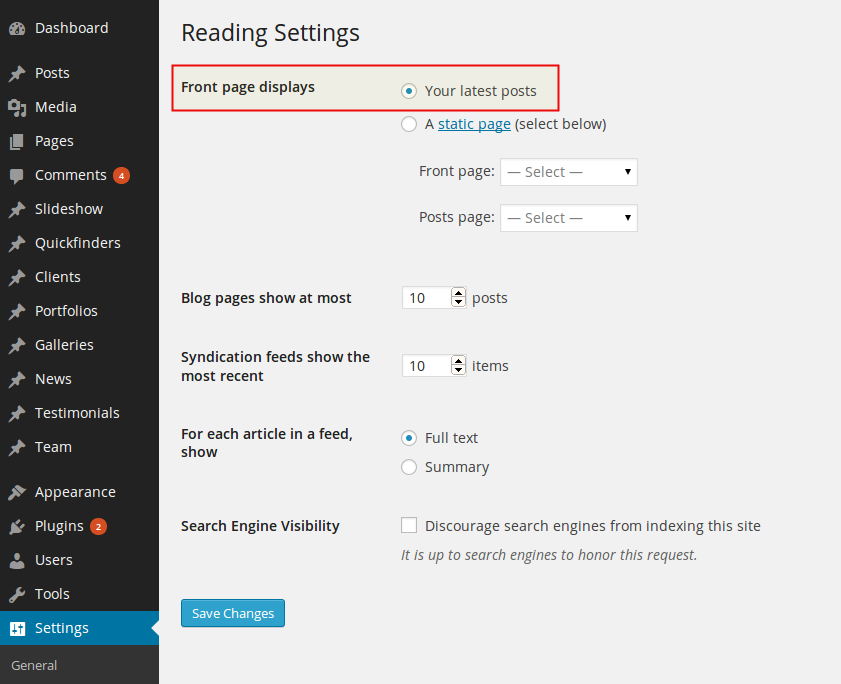 Dashboard
Posts
Media
Pages
Comments 4
Slideshow
Quickfinders
Clients
Portfolios
Galleries
News
Testimonials
Team
Appearance
Plugins 2
Users
Tools
Settings
General
Reading Settings
Front page displays
Your latest posts
A static page (select below)
Front page: — Select —
Posts page: — Select —
Blog pages show at most
10 posts
Syndication feeds show the
most recent
10 items
For each article in a feed,
show
Full text
Summary
Search Engine Visibility
Discourage search engines from indexing this site
It is up to search engines to honor this request.
Save Changes